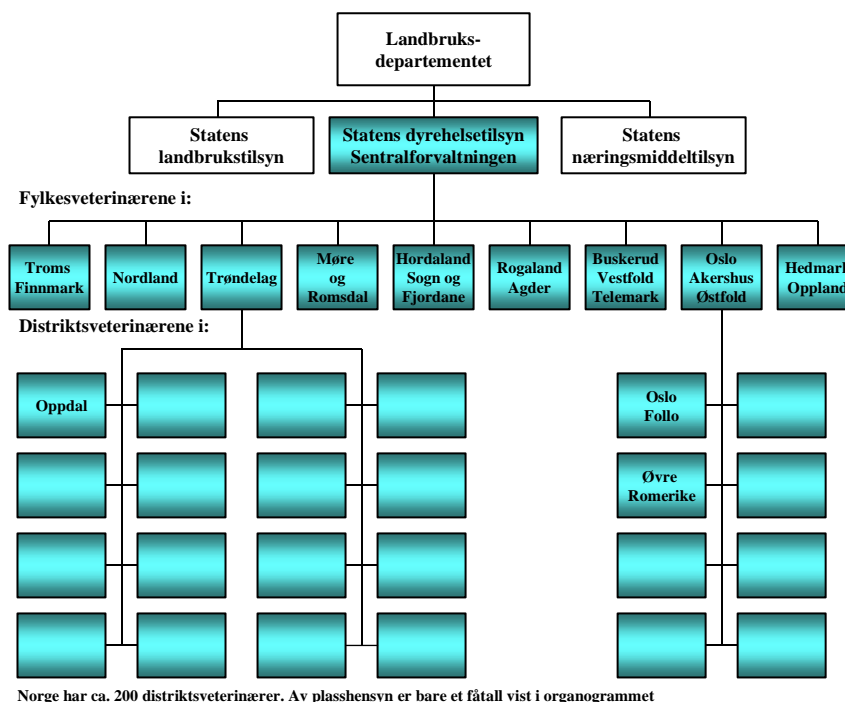 Landbruks-
departementet
Statens
landbrukstilsyn
Statens dyrehelsetilsyn
Sentralforvaltningen
Statens
næringsmiddeltilsyn
Fylkesveterinærene i:
Troms
Finnmark
Nordland
Trøndelag
Møre
og
Romsdal
Hordaland
Sogn og
Fjordane
Rogaland
Agder
Buskerud
Vestfold
Telemark
Oslo
Akershus
Østfold
Hedmark
Oppland
Distriktsveterinærene i:
Oppdal
Oslo
Follo
Øvre
Romerike
Norge har ca. 200 distriktsveterinærer. Av plasshensyn er bare et fåtall vist i organogrammet